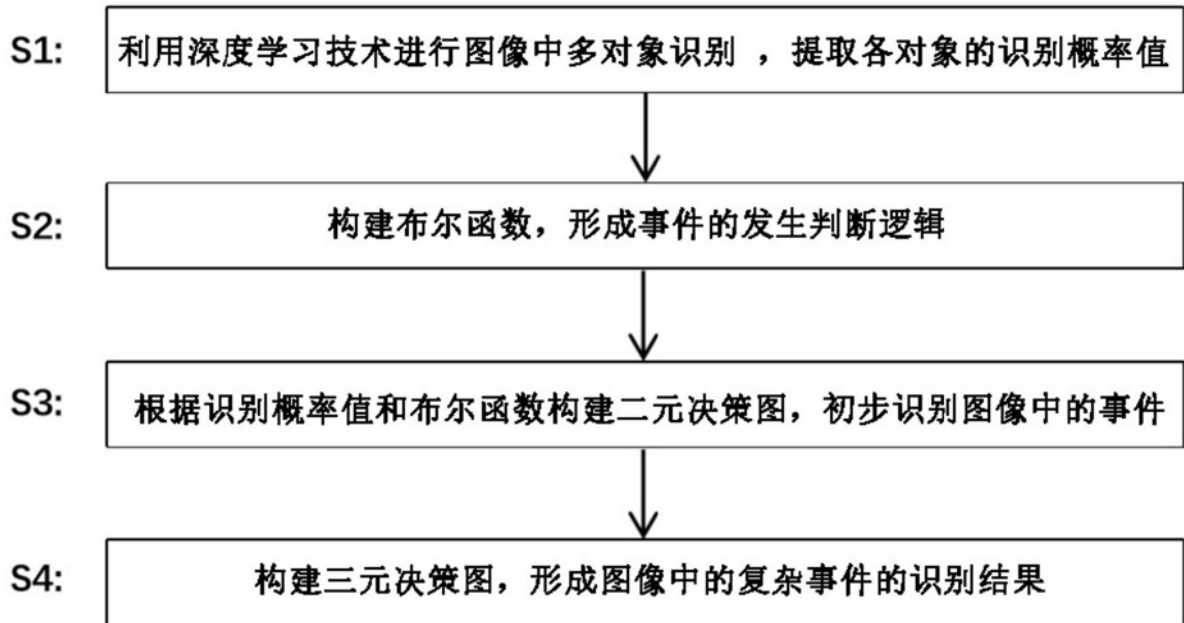 S1: 利用深度学习技术进行图像中多对象识别 ，提取各对象的识别概率值
S2: 构建布尔函数，形成事件的发生判断逻辑
S3: 根据识别概率值和布尔函数构建二元决策图，初步识别图像中的事件
S4: 构建三元决策图，形成图像中的复杂事件的识别结果